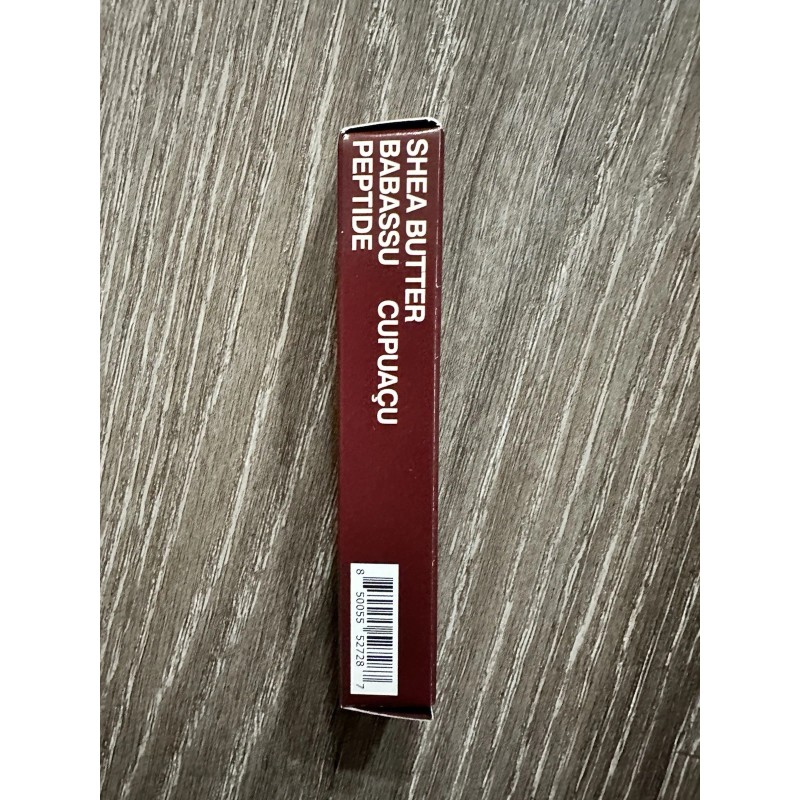 SHEA BUTTER
BABASSU CUPUAÇU
PEPTIDE
8 50055 52728 7